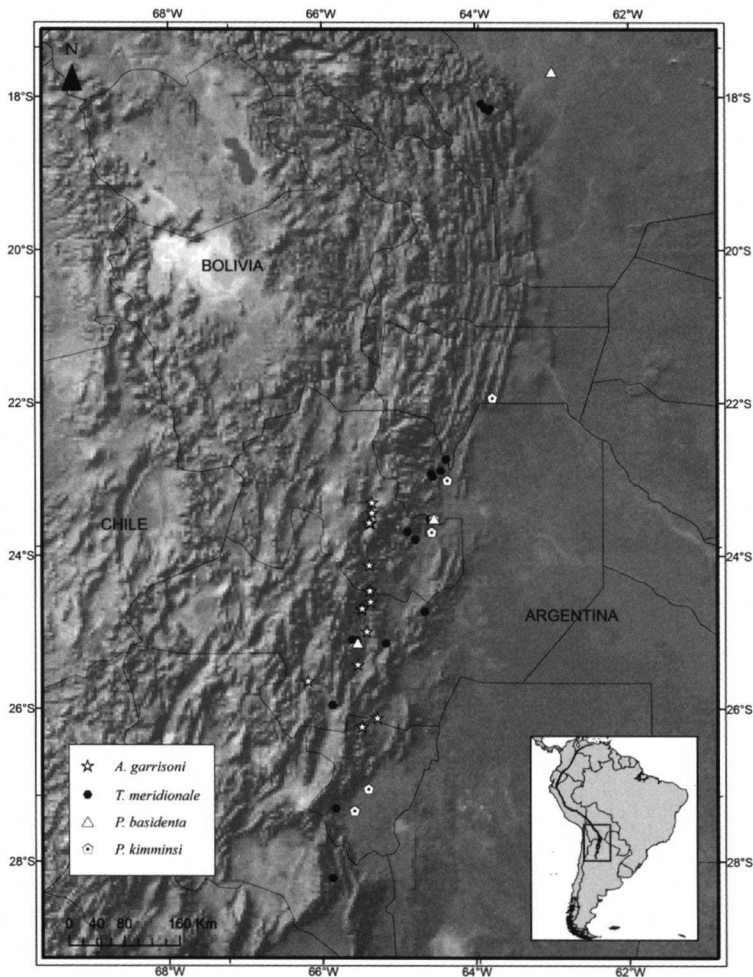 68°W 66°W 64°W 62°W
N
18°S 18°S
20°S 20°S
BOLIVIA
22°S 22°S
CHILE
24°S 24°S
ARGENTINA
26°S 26°S
A. garrisoni
T. meridionale
P. basidenta
P. kimminsi
28°S 28°S
0 40 80 160 Km
68°W 66°W 64°W 62°W